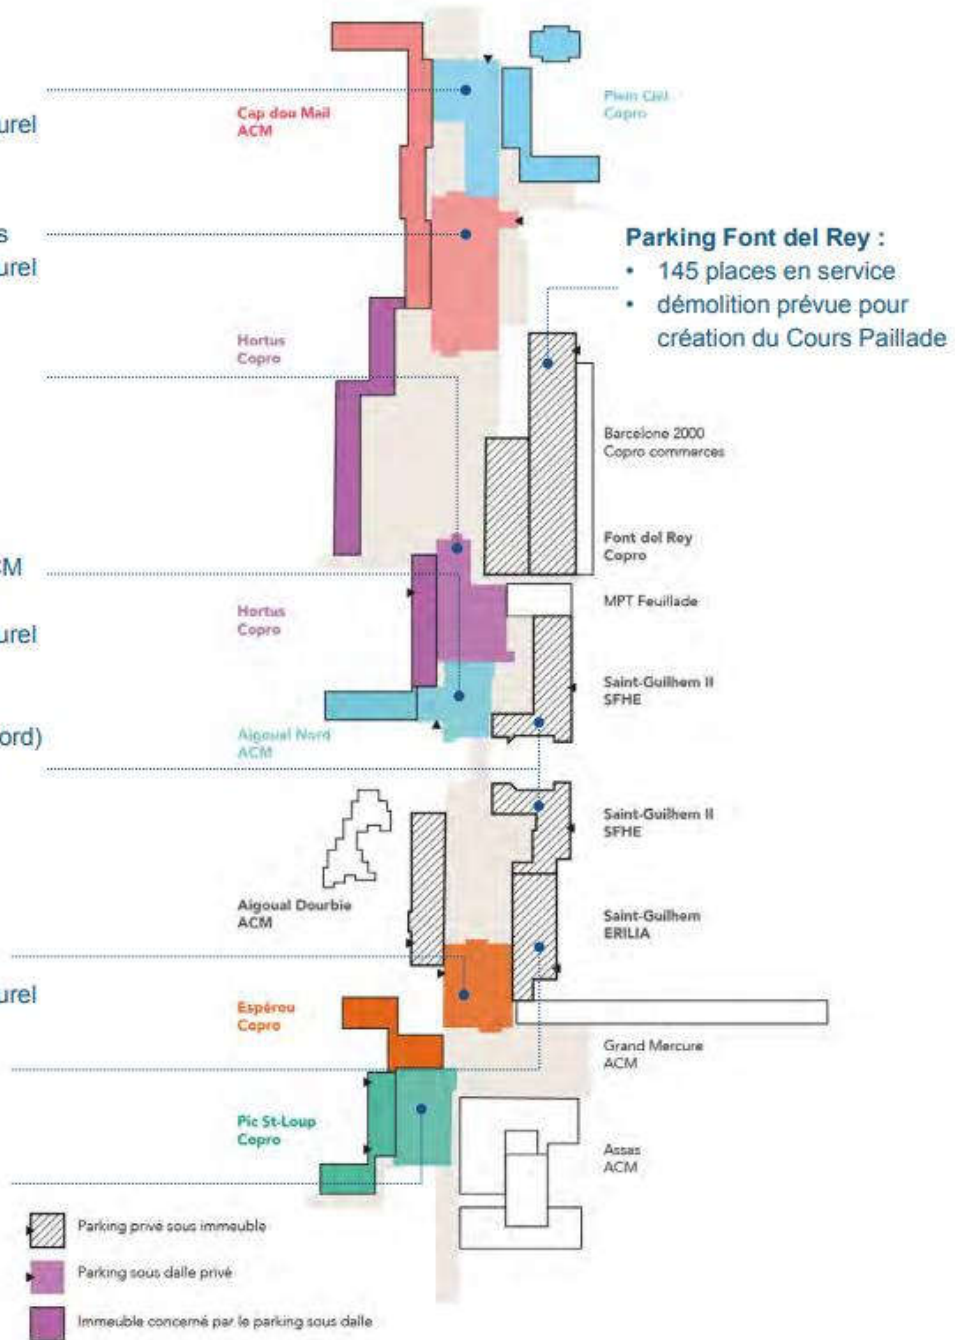 urel
s
urel
CM
urel
ord)
urel
Cap dou Mail
ACM
Plein Ciel
Copro
Parking Font del Rey :
• 145 places en service
• démolition prévue pour
création du Cours Paillade
Hortus
Copro
Barcelone 2000
Copro commerces
Font del Rey
Copro
MPT Feuillade
Hortus
Copro
Saint-Guilhem II
SFHE
Aigoual Nord
ACM
Saint-Guilhem II
SFHE
Aigoual Dourbie
ACM
Saint-Guilhem
ERILIA
Espérou
Copro
Grand Mercure
ACM
Pic St-Loup
Copro
Assas
ACM
Parking privé sous immeuble
Parking sous dalle privé
Immeuble concerné par le parking sous dalle